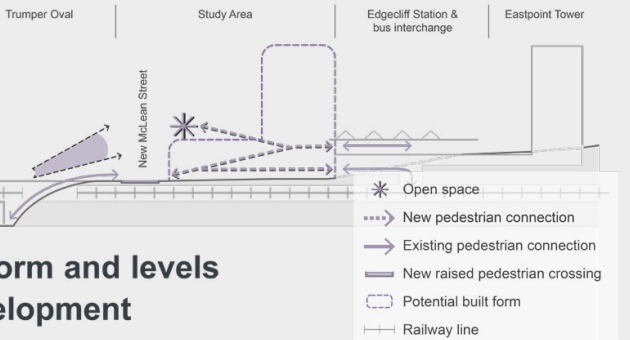 Trumper Oval
Study Area
Edgecliff Station &
bus interchange
Eastpoint Tower
New McLean Street
Open space
New pedestrian connection
Existing pedestrian connection
New raised pedestrian crossing
Potential built form
Railway line
orm and levels
elopment